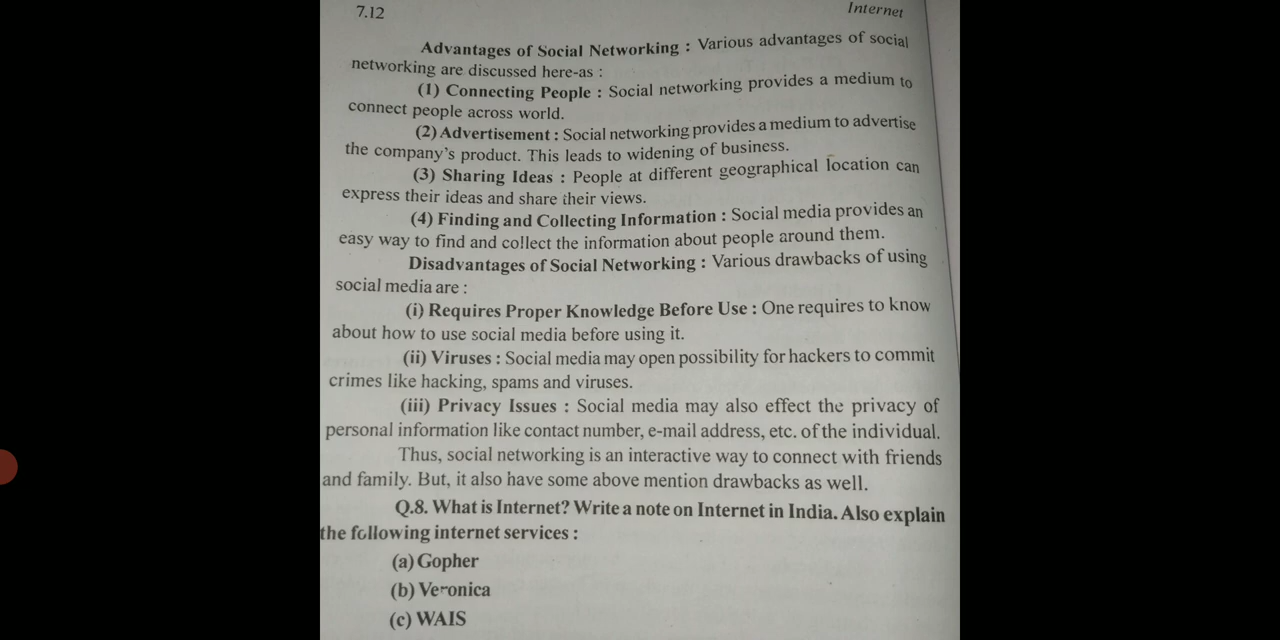 7.12
Internet
Advantages of Social Networking : Various advantages of social
networking are discussed here-as :
(1) Connecting People : Social networking provides a medium to
connect people across world.
(2) Advertisement : Social networking provides a medium to advertise
the company's product. This leads to widening of business.
(3) Sharing Ideas : People at different geographical location can
express their ideas and share their views.
(4) Finding and Collecting Information : Social media provides an
easy way to find and collect the information about people around them.
Disadvantages of Social Networking : Various drawbacks of using
social media are :
(i) Requires Proper Knowledge Before Use : One requires to know
about how to use social media before using it.
(ii) Viruses : Social media may open possibility for hackers to commit
crimes like hacking, spams and viruses.
(iii) Privacy Issues : Social media may also effect the privacy of
personal information like contact number, e-mail address, etc. of the individual.
Thus, social networking is an interactive way to connect with friends
and family. But, it also have some above mention drawbacks as well.
Q.8. What is Internet? Write a note on Internet in India. Also explain
the following internet services :
(a) Gopher
(b) Veronica
(c) WAIS